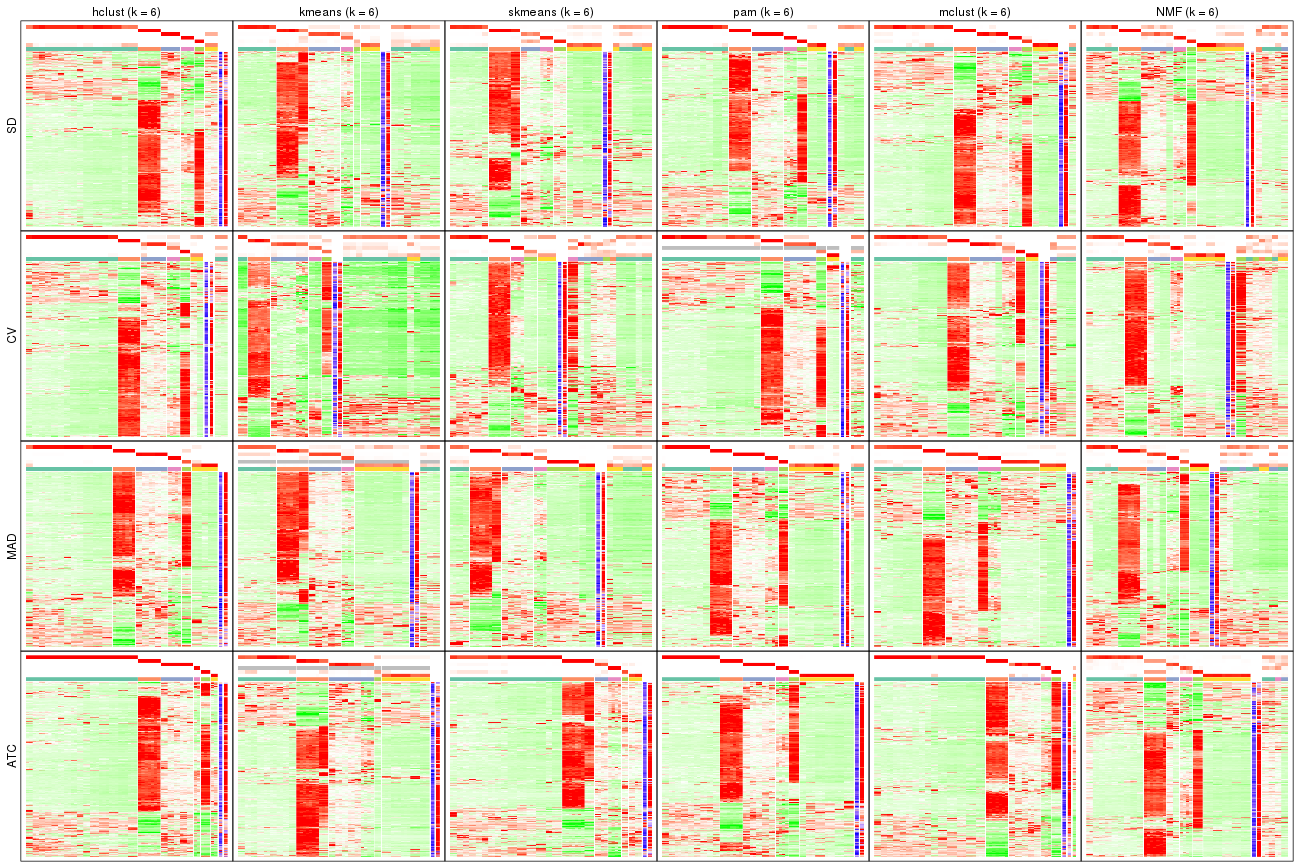 hclust (k = 6) kmeans (k = 6) skmeans (k = 6) pam (k = 6) mclust (k = 6) NMF (k = 6)
SD
CV
MAD
ATC